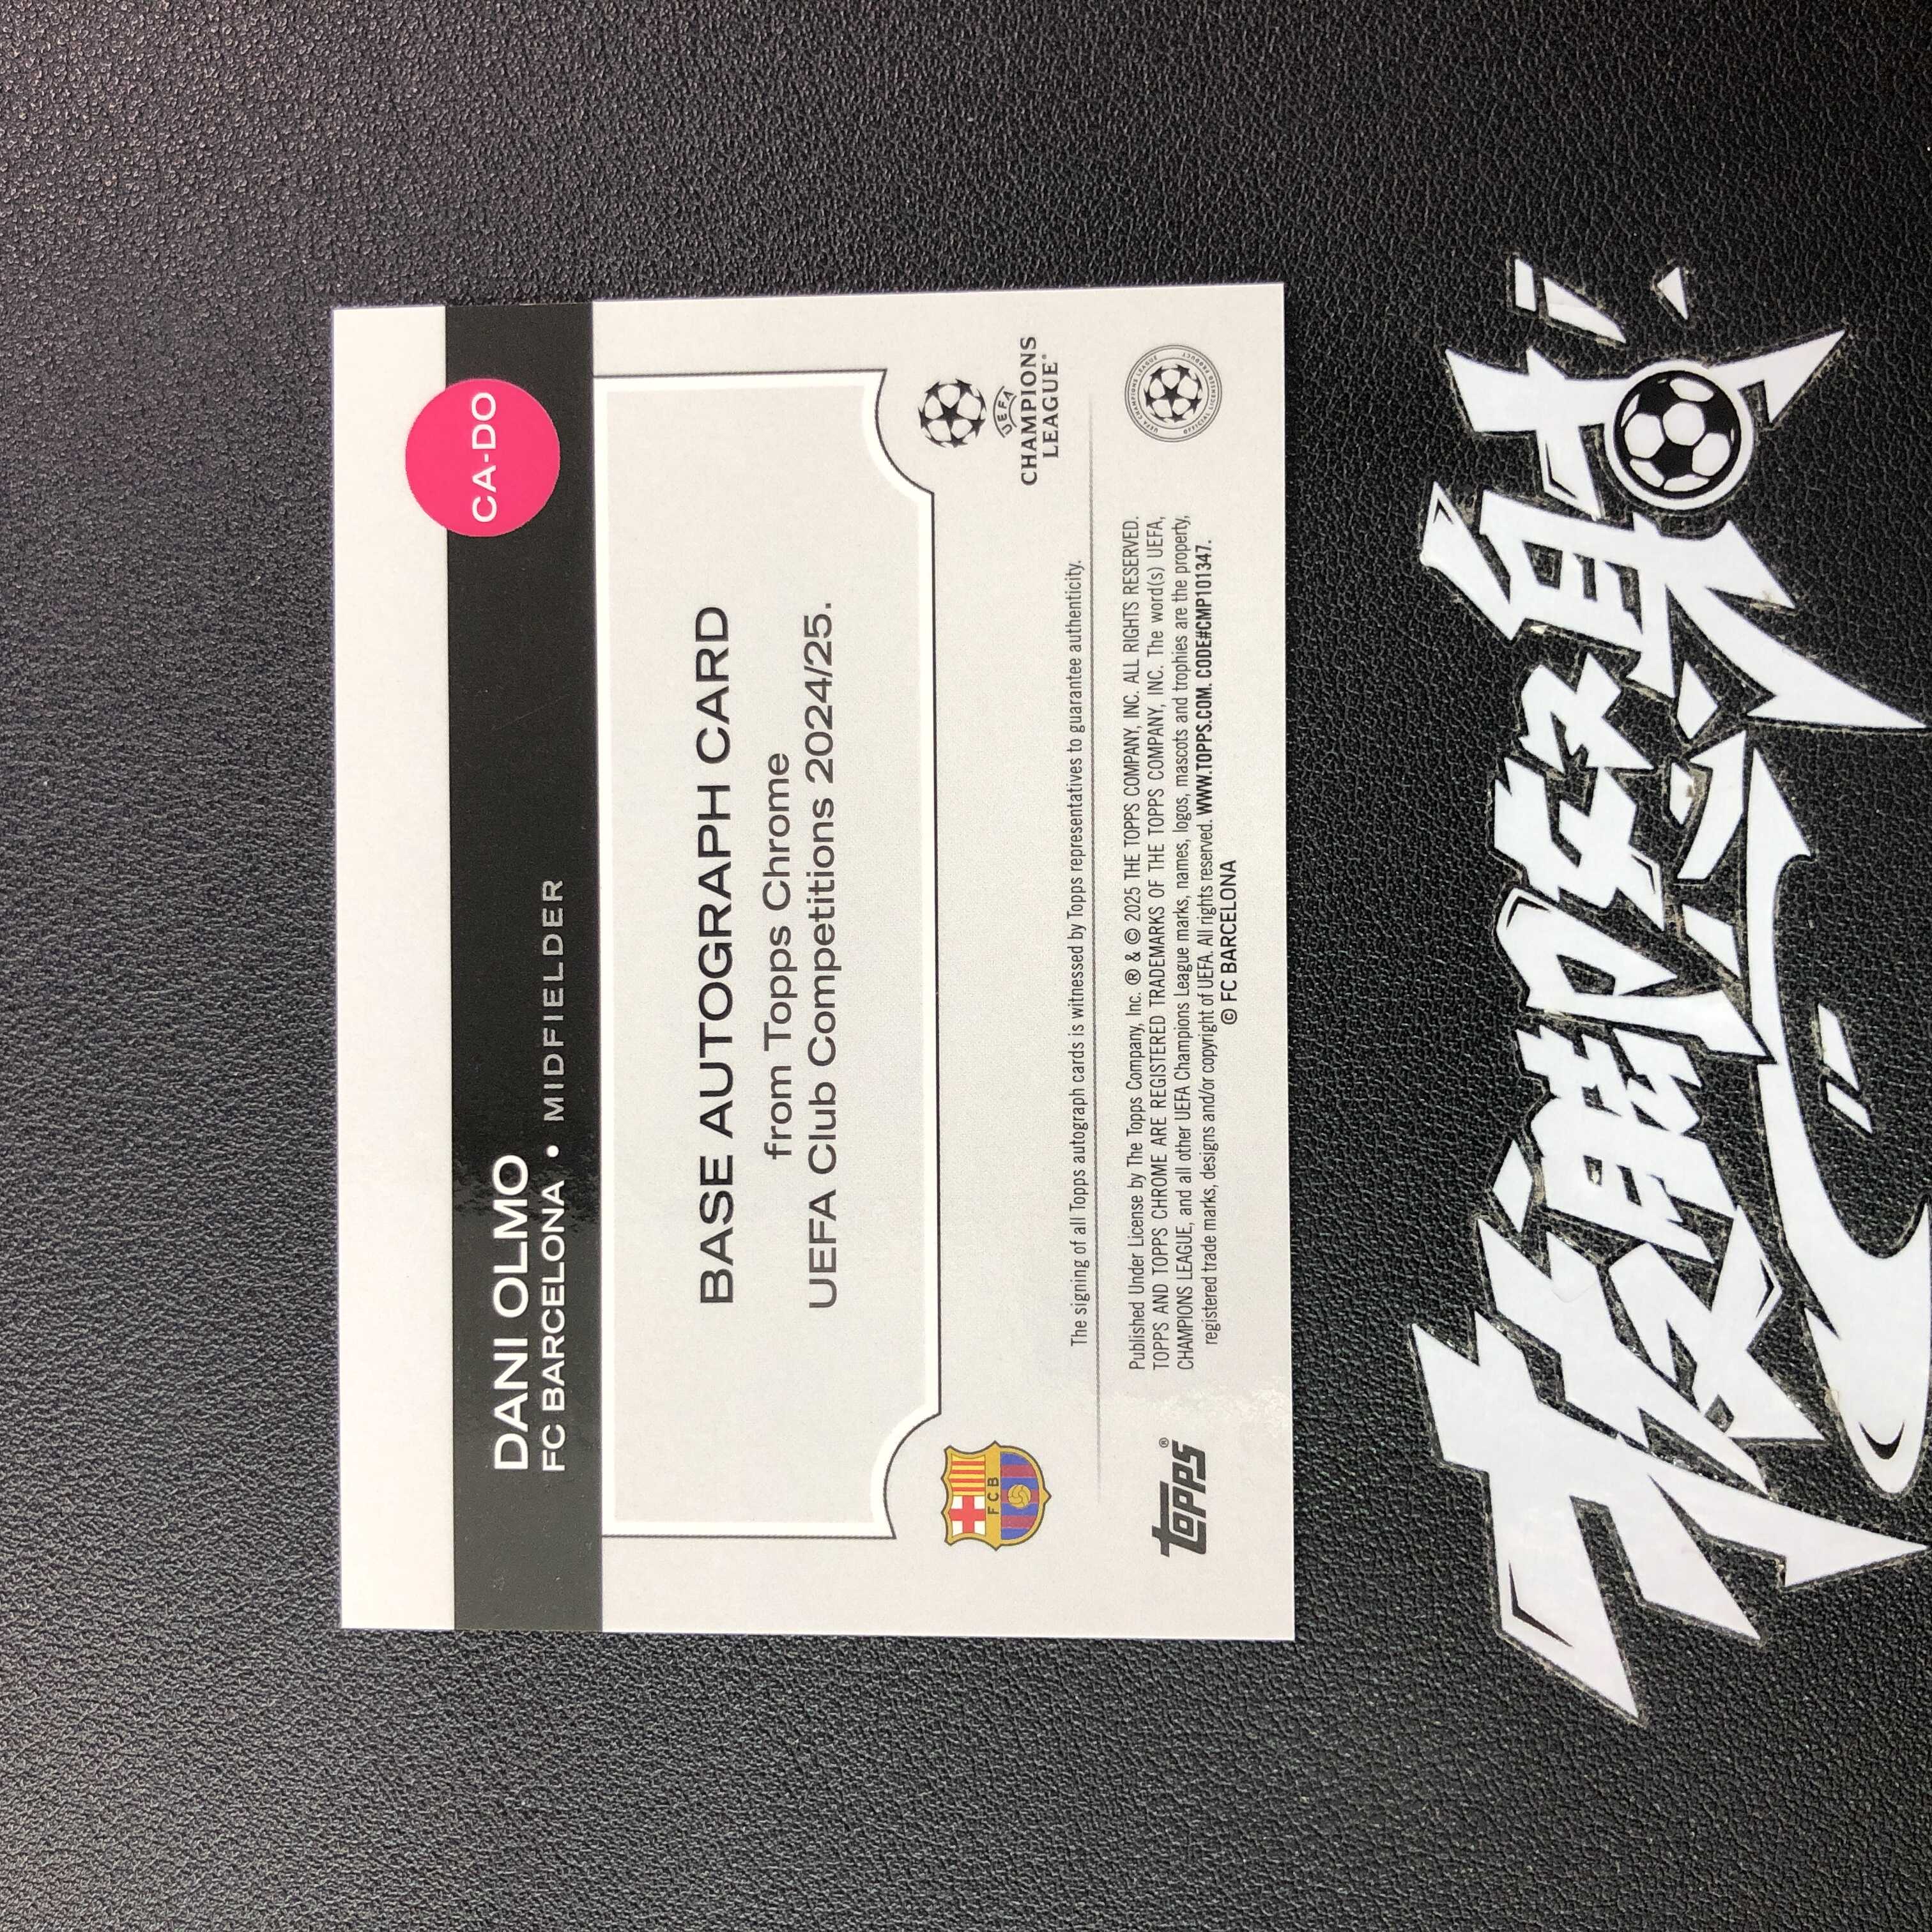 CA-DO
DANI OLMO
FC BARCELONA • MIDFIELDER
BASE AUTOGRAPH CARD
from Topps Chrome
UEFA Club Competitions 2024/25.
FCB
UEFA
CHAMPIONS
LEAGUE®
The signing of all Topps autograph cards is witnessed by Topps representatives to guarantee authenticity.
topps®
Published Under License by The Topps Company, Inc. ® & © 2025 THE TOPPS COMPANY, INC. ALL RIGHTS RESERVED.
TOPPS AND TOPPS CHROME ARE REGISTERED TRADEMARKS OF THE TOPPS COMPANY, INC. The word(s) UEFA,
CHAMPIONS LEAGUE, and all other UEFA Champions League marks, names, logos, mascots and trophies are the property,
registered trade marks, designs and/or copyright of UEFA. All rights reserved. WWW.TOPPS.COM. CODE#CMP101347.
© FC BARCELONA